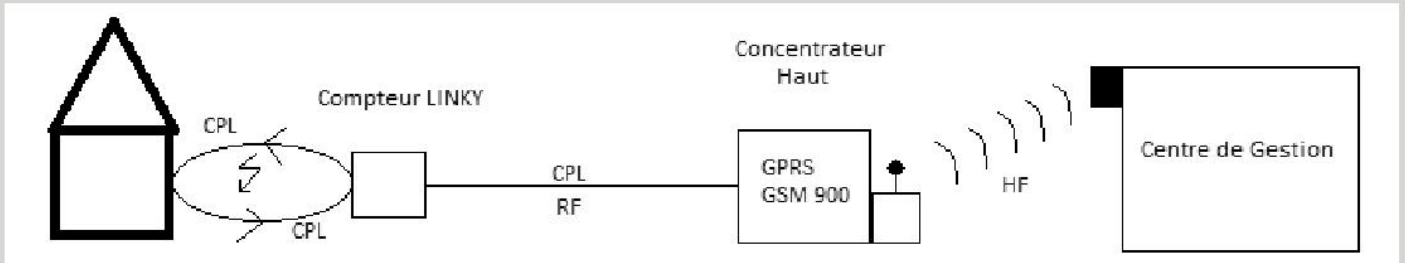 Compteur LINKY
CPL
CPL
CPL
RF
Concentrateur
Haut
GPRS
GSM 900
HF
Centre de Gestion